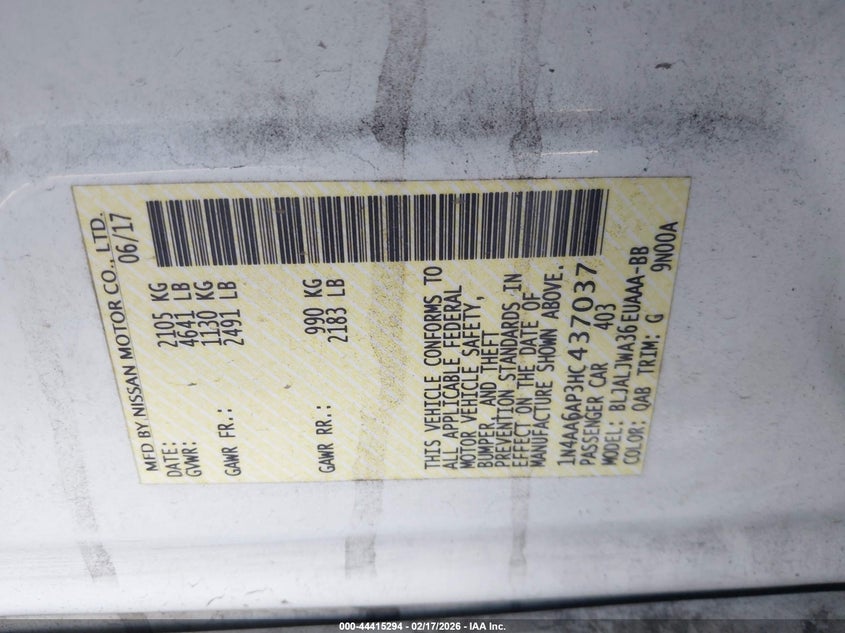 MFD BY NISSAN MOTOR CO., LTD.
DATE: 06/17
GVWR: 2105 KG
4641 LB
GAWR FR.: 1130 KG
2491 LB
GAWR RR.: 990 KG
2183 LB
THIS VEHICLE CONFORMS TO
ALL APPLICABLE FEDERAL
MOTOR VEHICLE SAFETY,
BUMPER, AND THEFT
PREVENTION STANDARDS IN
EFFECT ON THE DATE OF
MANUFACTURE SHOWN ABOVE.
1N4AA6AP3HC437037
PASSENGER CAR 403
MODEL: BLJALJWA36EUAAA-BB
COLOR: QAB TRIM: G 9N00A
000-44415294 - 02/17/2026 - IAA Inc.